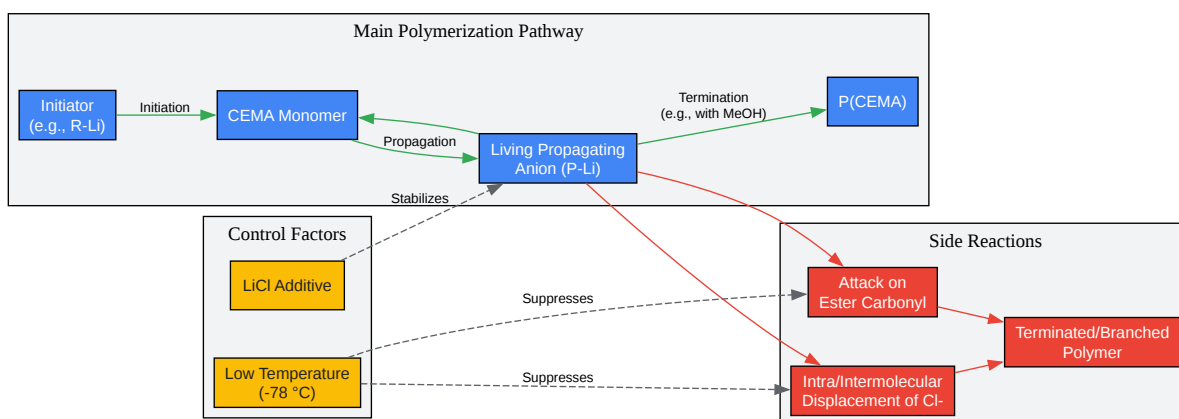 Main Polymerization Pathway
Initiator
(e.g., R-Li)
Initiation
CEMA Monomer
Propagation
Living Propagating
Anion (P-Li)
Termination
(e.g., with MeOH)
P(CEMA)
Stabilizes
Control Factors
LiCl Additive
Low Temperature
(-78 °C)
Suppresses
Suppresses
Side Reactions
Attack on
Ester Carbonyl
Intra/Intermolecular
Displacement of Cl-
Terminated/Branched
Polymer